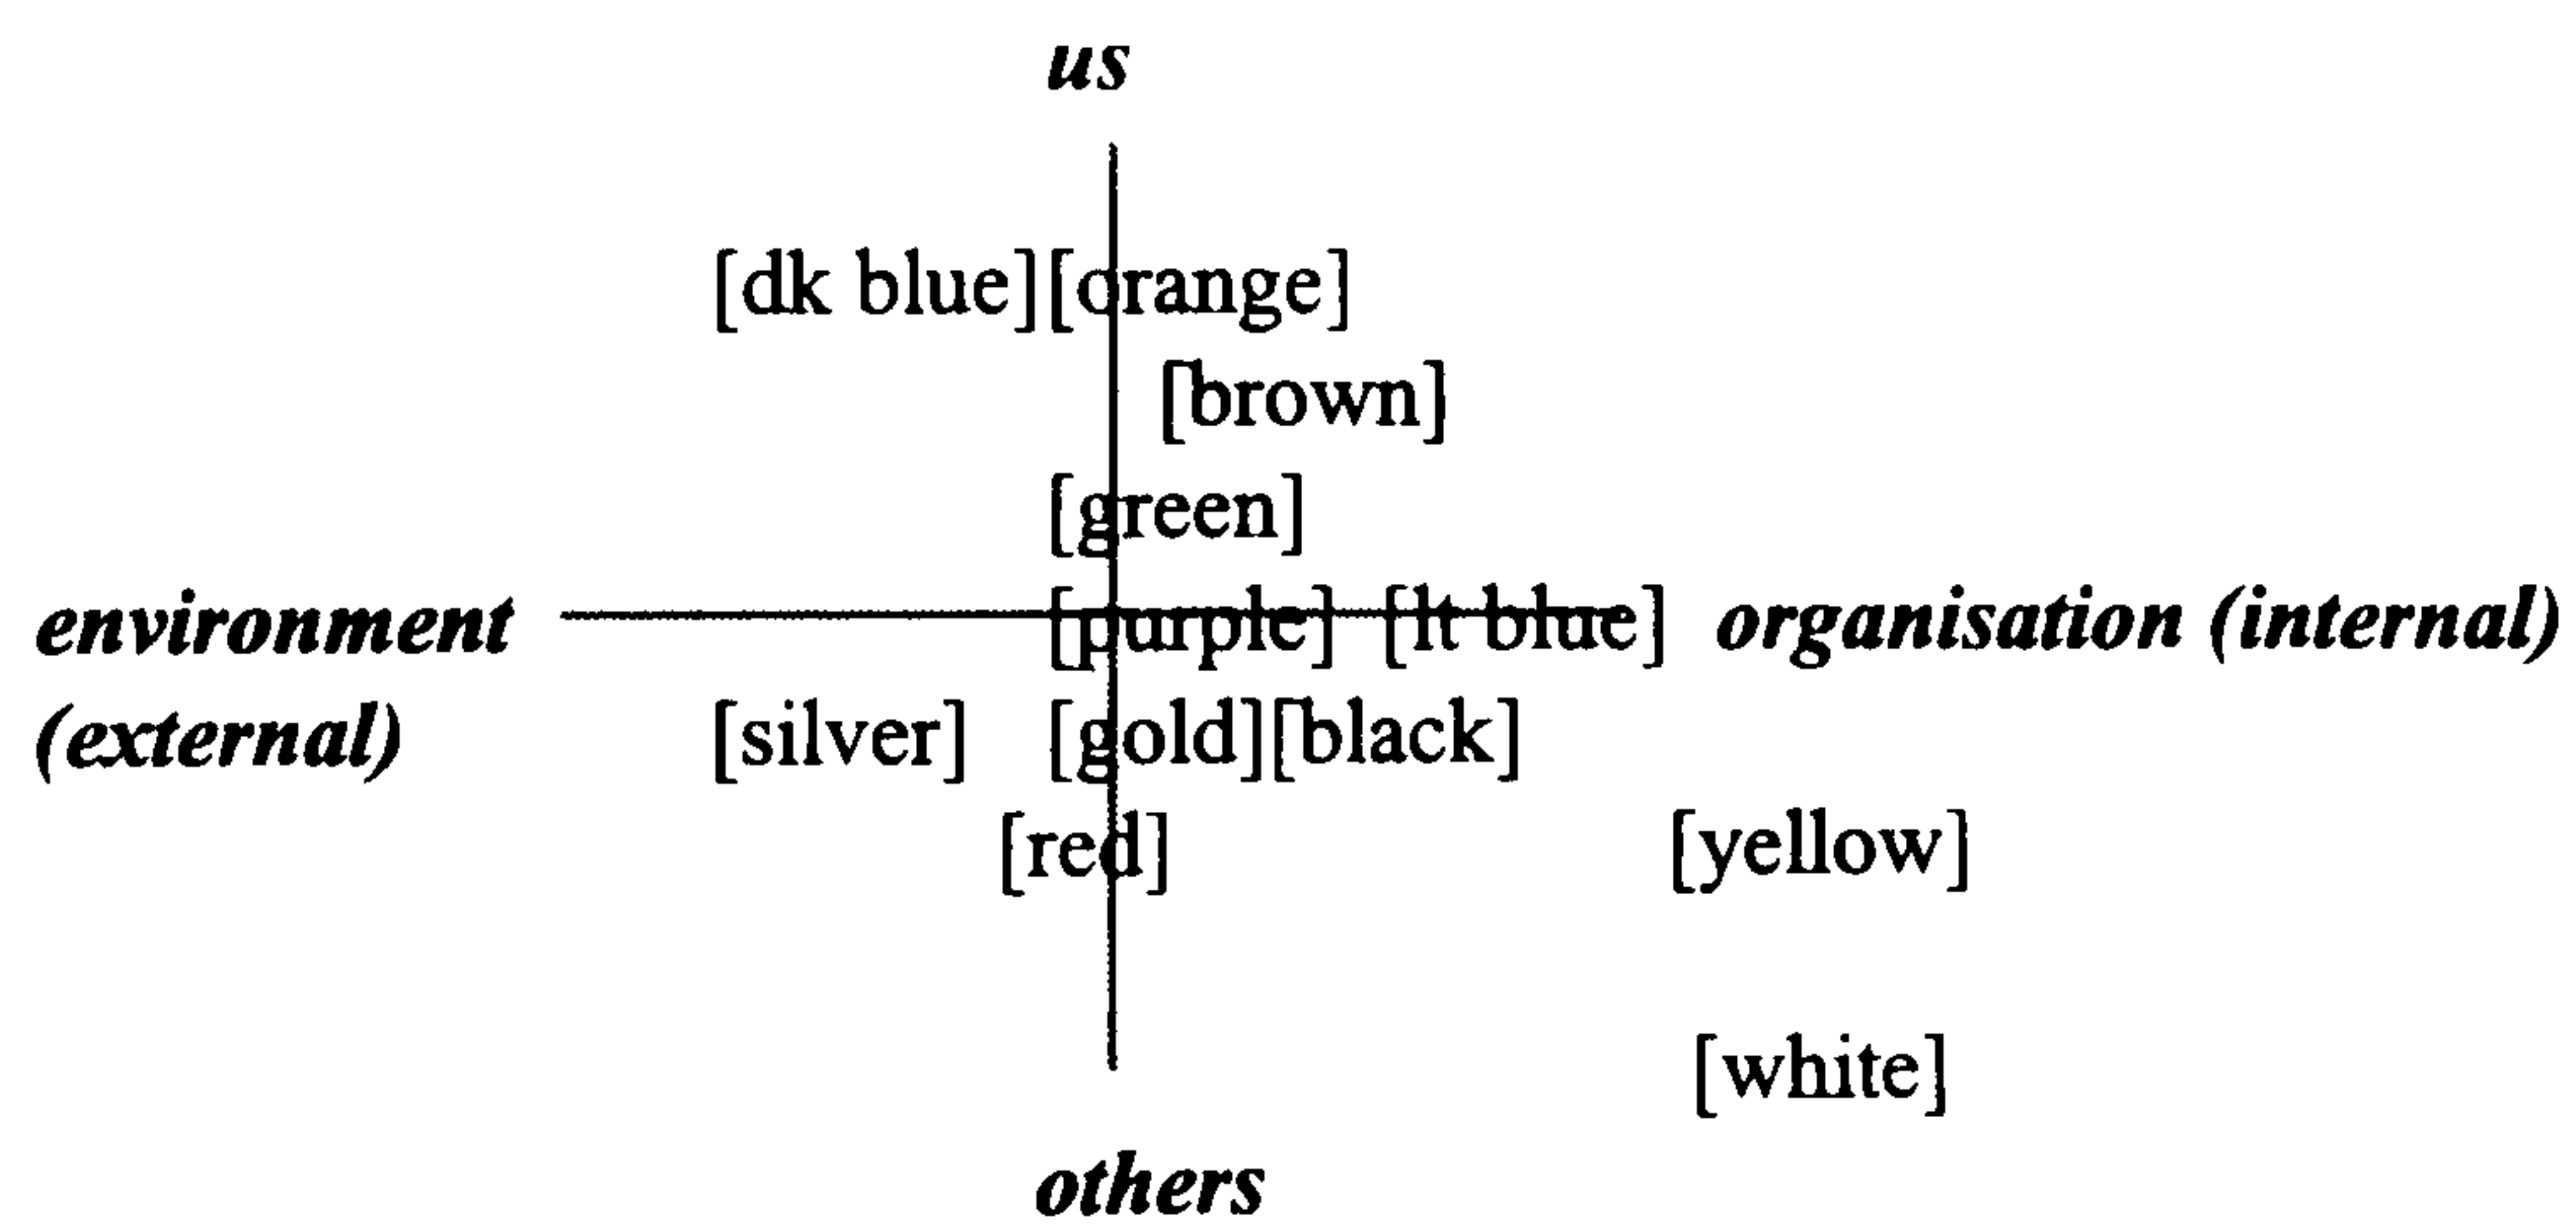 us
[dk blue][orange]
[brown]
[green]
environment [purple] [lt blue] organisation (internal)
(external) [silver] [gold][black]
[red] [yellow]
[white]
others